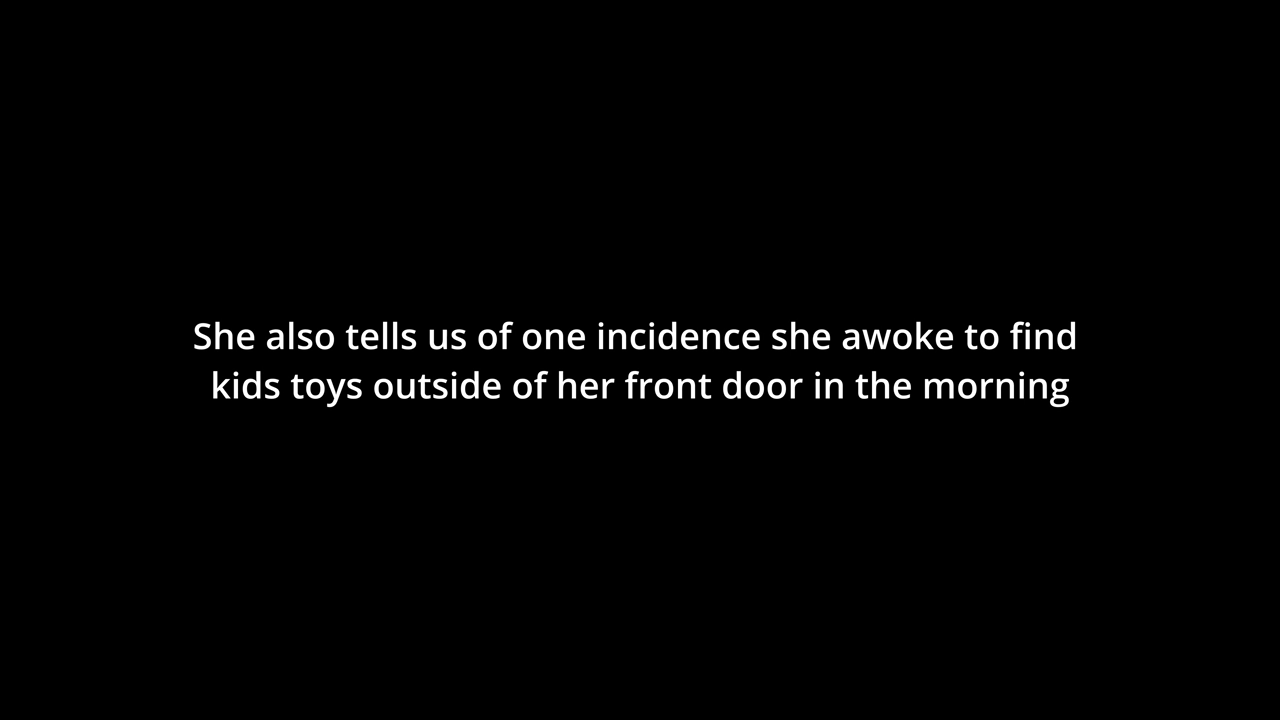 She also tells us of one incidence she awoke to find
kids toys outside of her front door in the morning